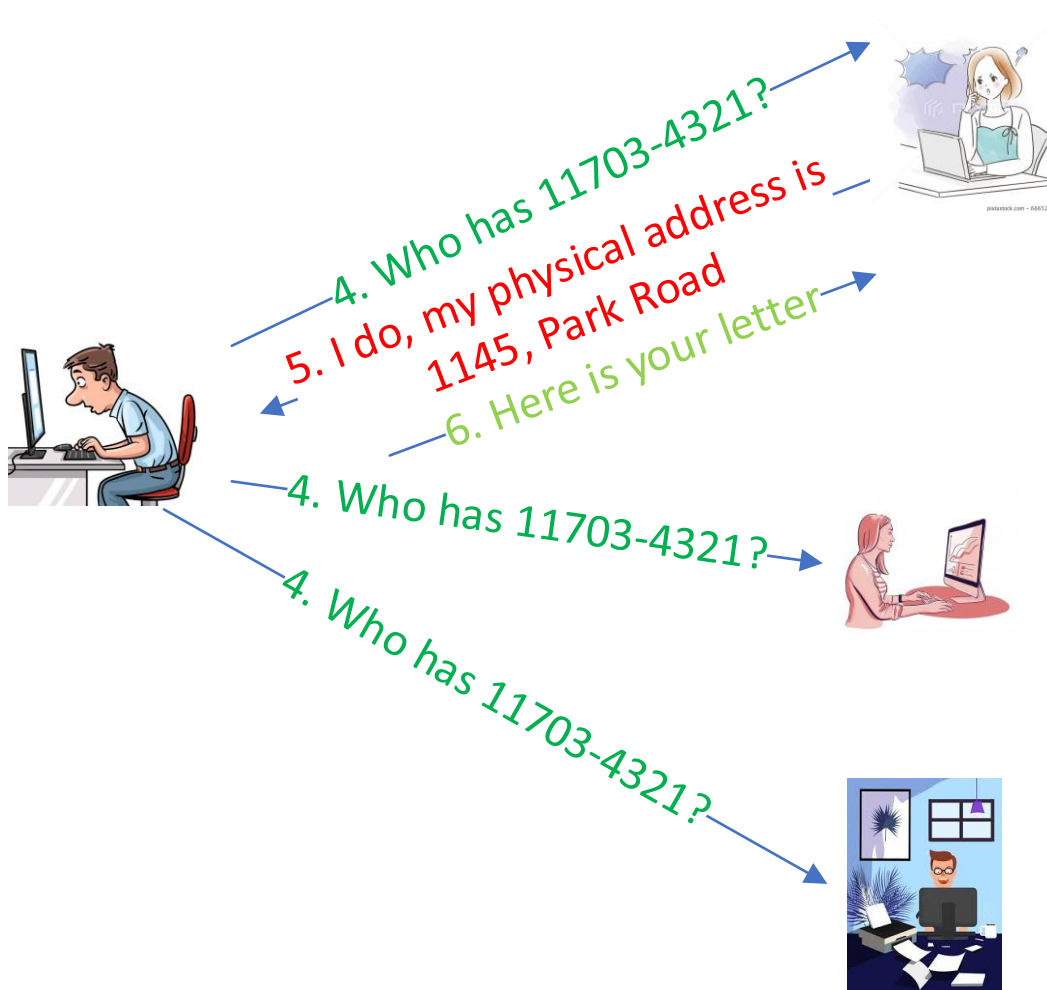 4. Who has 11703-4321?
5. I do, my physical address is
1145, Park Road
6. Here is your letter
4. Who has 11703-4321?
4. Who has 11703-4321?